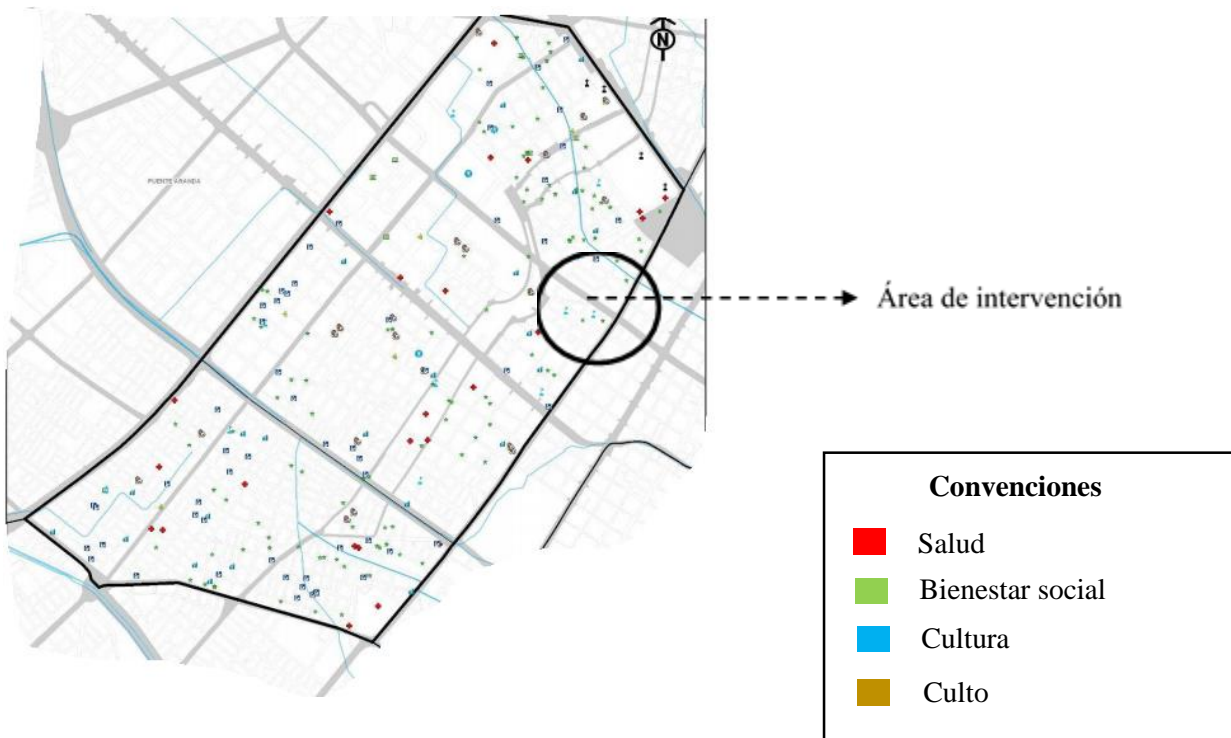 N
PUENTE ARANDA
Área de intervención
Convenciones
Salud
Bienestar social
Cultura
Culto